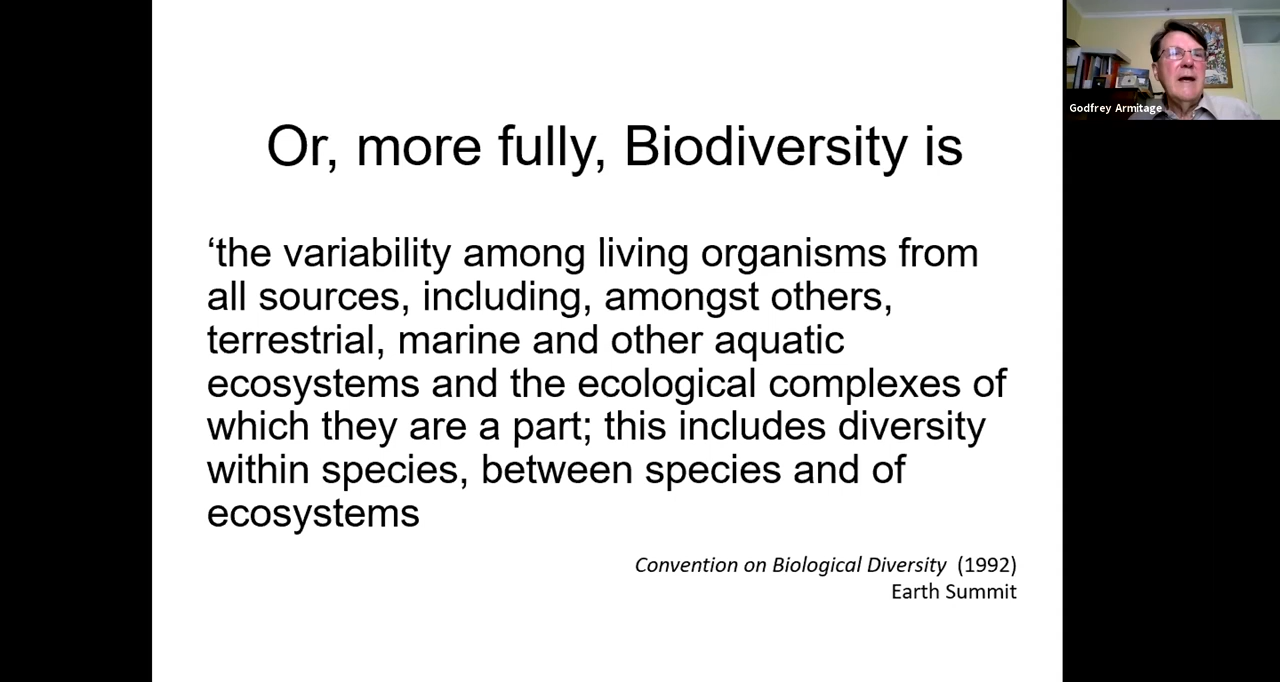 Or, more fully, Biodiversity is
‘the variability among living organisms from
all sources, including, amongst others,
terrestrial, marine and other aquatic
ecosystems and the ecological complexes of
which they are a part; this includes diversity
within species, between species and of
ecosystems
Convention on Biological Diversity (1992)
Earth Summit
Godfrey Armitage